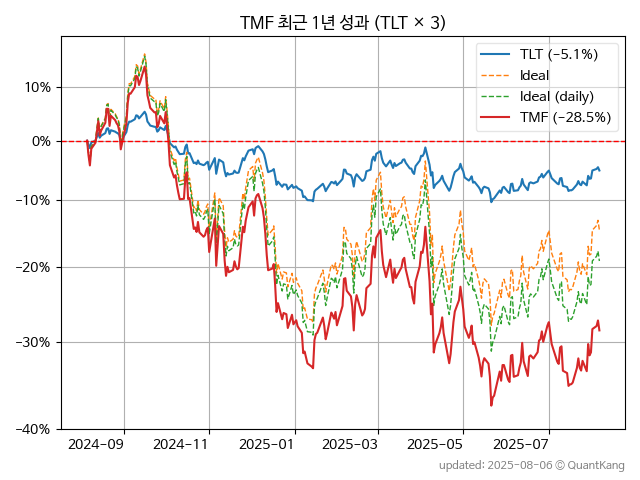 TMF 최근 1년 성과 (TLT × 3)
TLT (−5.1%)
Ideal
Ideal (daily)
TMF (−28.5%)
10%
0%
−10%
−20%
−30%
−40%
2024−09
2024−11
2025−01
2025−03
2025−05
2025−07
updated: 2025-08-06 © QuantKang